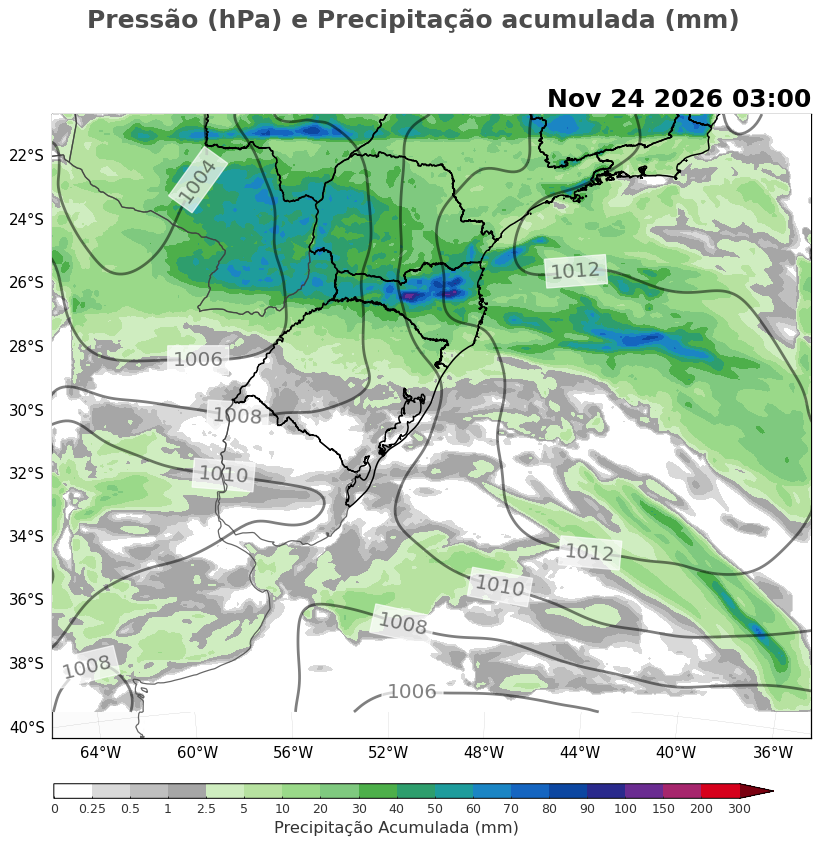 Pressão (hPa) e Precipitação acumulada (mm)
Nov 24 2026 03:00
22°S
24°S
26°S
28°S
30°S
32°S
34°S
36°S
38°S
40°S
1004
1012
1006
1008
1010
1012
1010
1008
1008
1006
64°W 60°W 56°W 52°W 48°W 44°W 40°W 36°W
0 0.25 0.5 1 2.5 5 10 20 30 40 50 60 70 80 90 100 150 200 300
Precipitação Acumulada (mm)